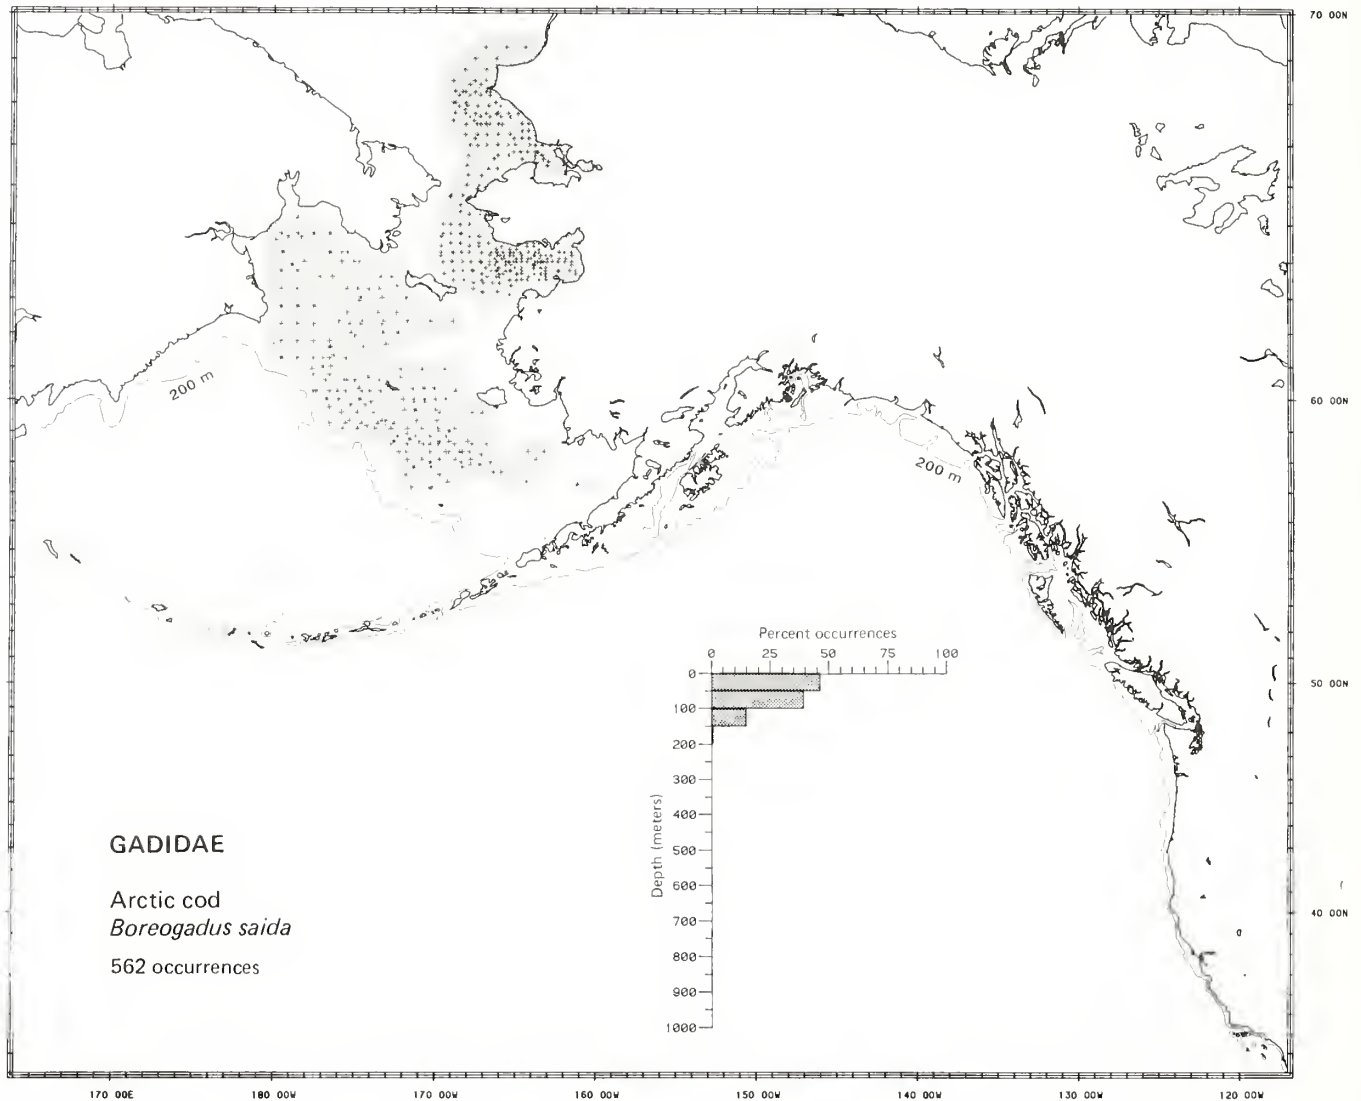 70 00N
200 m
60 00N
200 m
Percent occurrences
0 25 50 75 100
0
50 00N
100
200
300
400
500
600
700
800
900
1000
Depth (meters)
GADIDAE
Arctic cod
Boreogadus saida
562 occurrences
40 00N
170 00E 180 00W 170 00W 160 00W 150 00W 140 00W 130 00W 120 00W